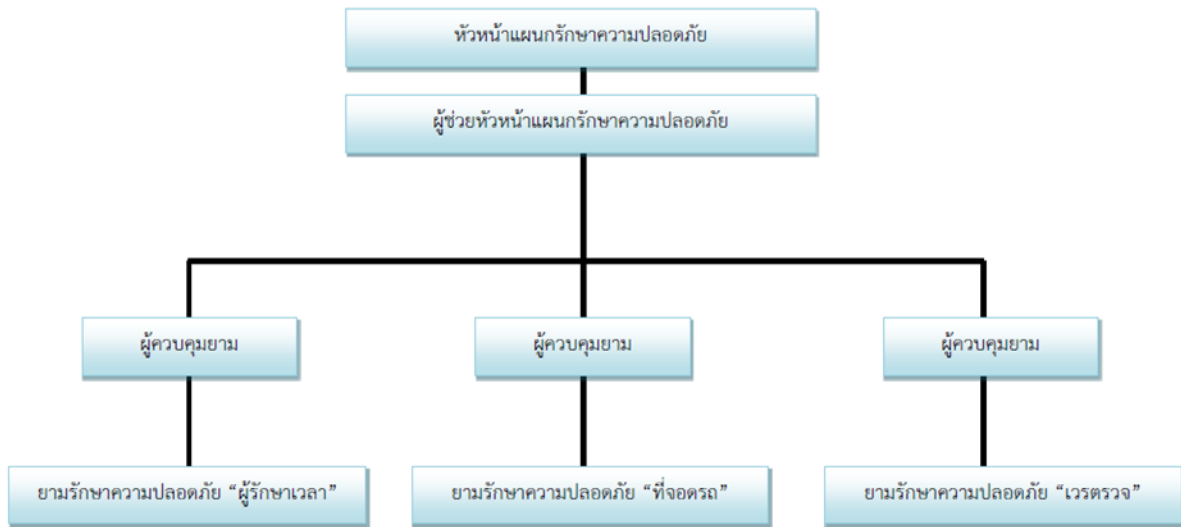 หัวหน้าแผนกรักษาความปลอดภัย
ผู้ช่วยหัวหน้าแผนกรักษาความปลอดภัย
ผู้ควบคุมยาม
ผู้ควบคุมยาม
ผู้ควบคุมยาม
ยามรักษาความปลอดภัย “ผู้รักษาเวลา”
ยามรักษาความปลอดภัย “ที่จอดรถ”
ยามรักษาความปลอดภัย “เวรตรวจ”